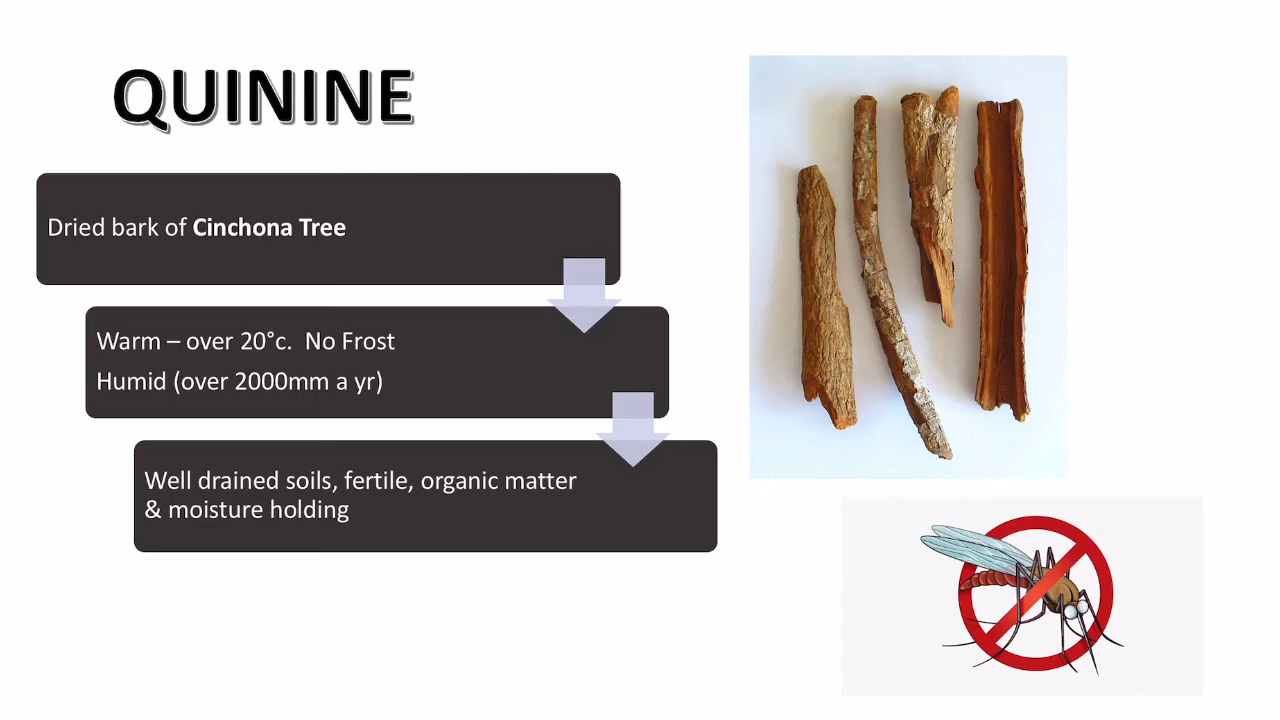 QUININE
Dried bark of Cinchona Tree
Warm – over 20°c.  No Frost
Humid (over 2000mm a yr)
Well drained soils, fertile, organic matter
& moisture holding